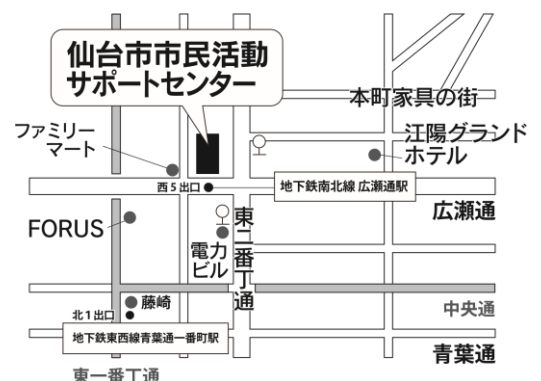 仙台市市民活動
サポートセンター
本町家具の街
ファミリー
マート
江陽グランド
ホテル
西5出口
地下鉄南北線 広瀬通駅
広瀬通
FORUS
電力
ビル
東二番丁通
藤崎
中央通
北1出口
地下鉄東西線青葉通一番町駅
青葉通
東一番丁通